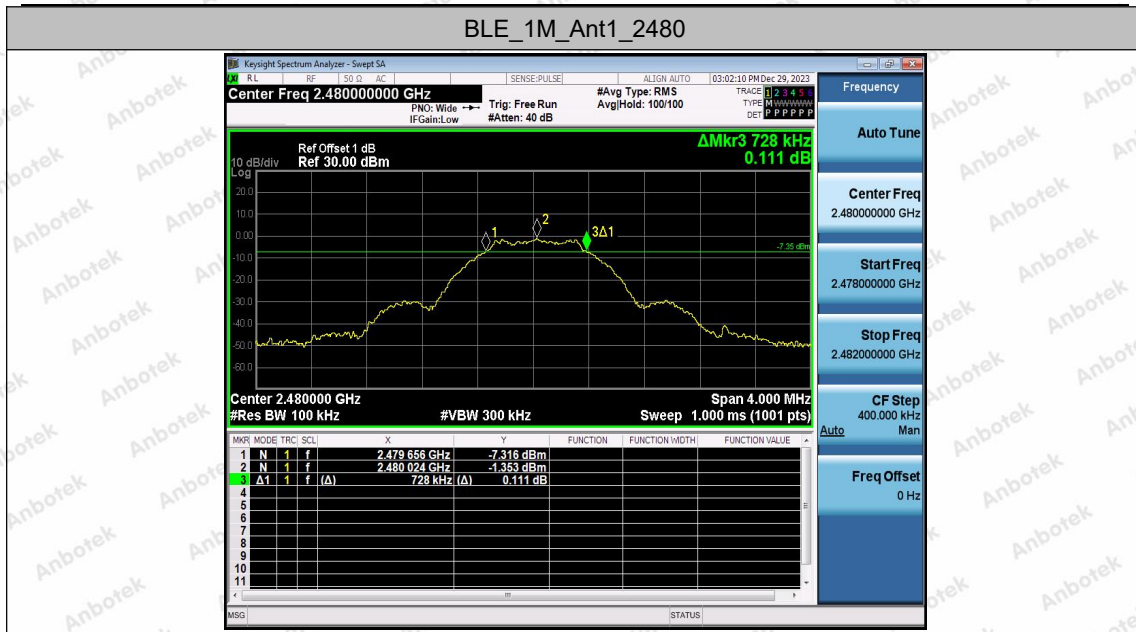 BLE_1M_Ant1_2480
Keysight Spectrum Analyzer - Swept SA
LXI RL RF 50 Ω AC SENSE:PULSE ALIGN AUTO 03:02:10 PM Dec 29, 2023
Center Freq 2.480000000 GHz
PNO: Wide
IFGain:Low
Trig: Free Run
#Atten: 40 dB
#Avg Type: RMS
Avg|Hold: 100/100
TRACE 1 2 3 4 5 6
TYPE M W W W W W
DET P P P P P P
ΔMkr3 728 kHz
0.111 dB
Ref Offset 1 dB
10 dB/div Ref 30.00 dBm
Log
20.0
10.0
0.00
-10.0
-20.0
-30.0
-40.0
-50.0
-60.0
1
2
3Δ1
-7.35 dBm
Center 2.480000 GHz Span 4.000 MHz
#Res BW 100 kHz #VBW 300 kHz Sweep 1.000 ms (1001 pts)
MKR MODE TRC SCL X Y FUNCTION FUNCTION WIDTH FUNCTION VALUE
1 N 1 f 2.479 656 GHz -7.316 dBm
2 N 1 f 2.480 024 GHz -1.353 dBm
3 Δ1 1 f (Δ) 728 kHz (Δ) 0.111 dB
4
5
6
7
8
9
10
11
MSG STATUS
Frequency
Auto Tune
Center Freq
2.480000000 GHz
Start Freq
2.478000000 GHz
Stop Freq
2.482000000 GHz
CF Step
400.000 kHz
Auto Man
Freq Offset
0 Hz
Anbotek